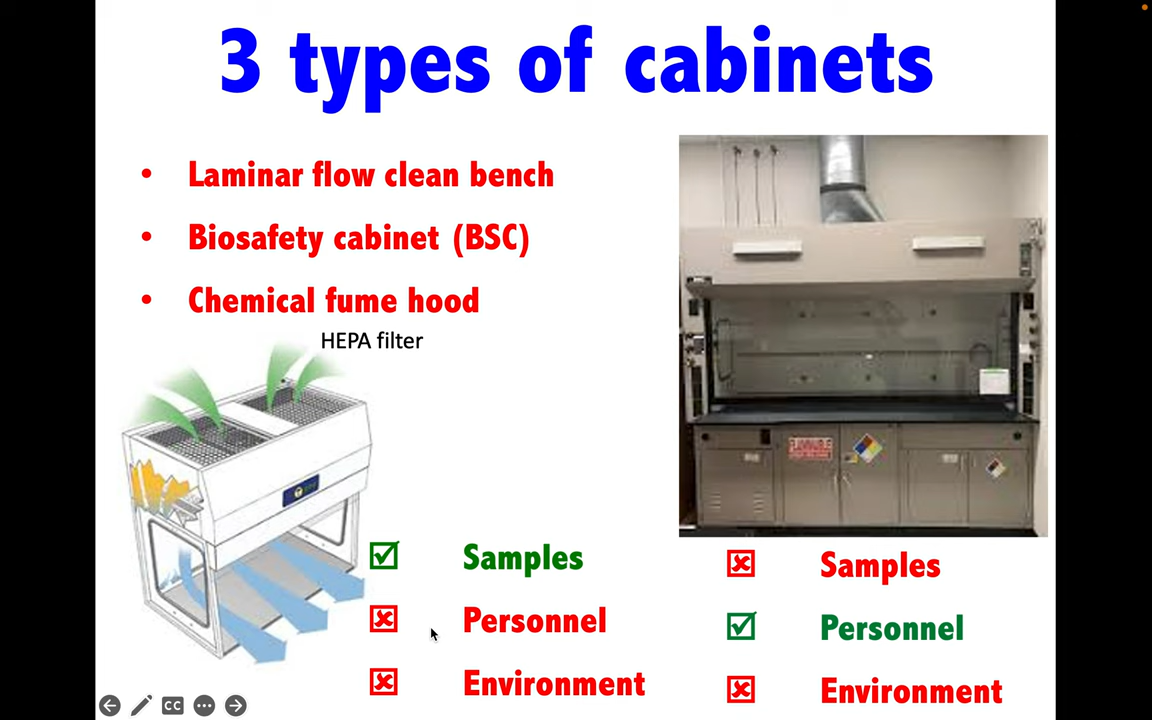 3 types of cabinets
• Laminar flow clean bench
• Biosafety cabinet (BSC)
• Chemical fume hood
HEPA filter
Samples
Personnel
Environment
Samples
Personnel
Environment
CC